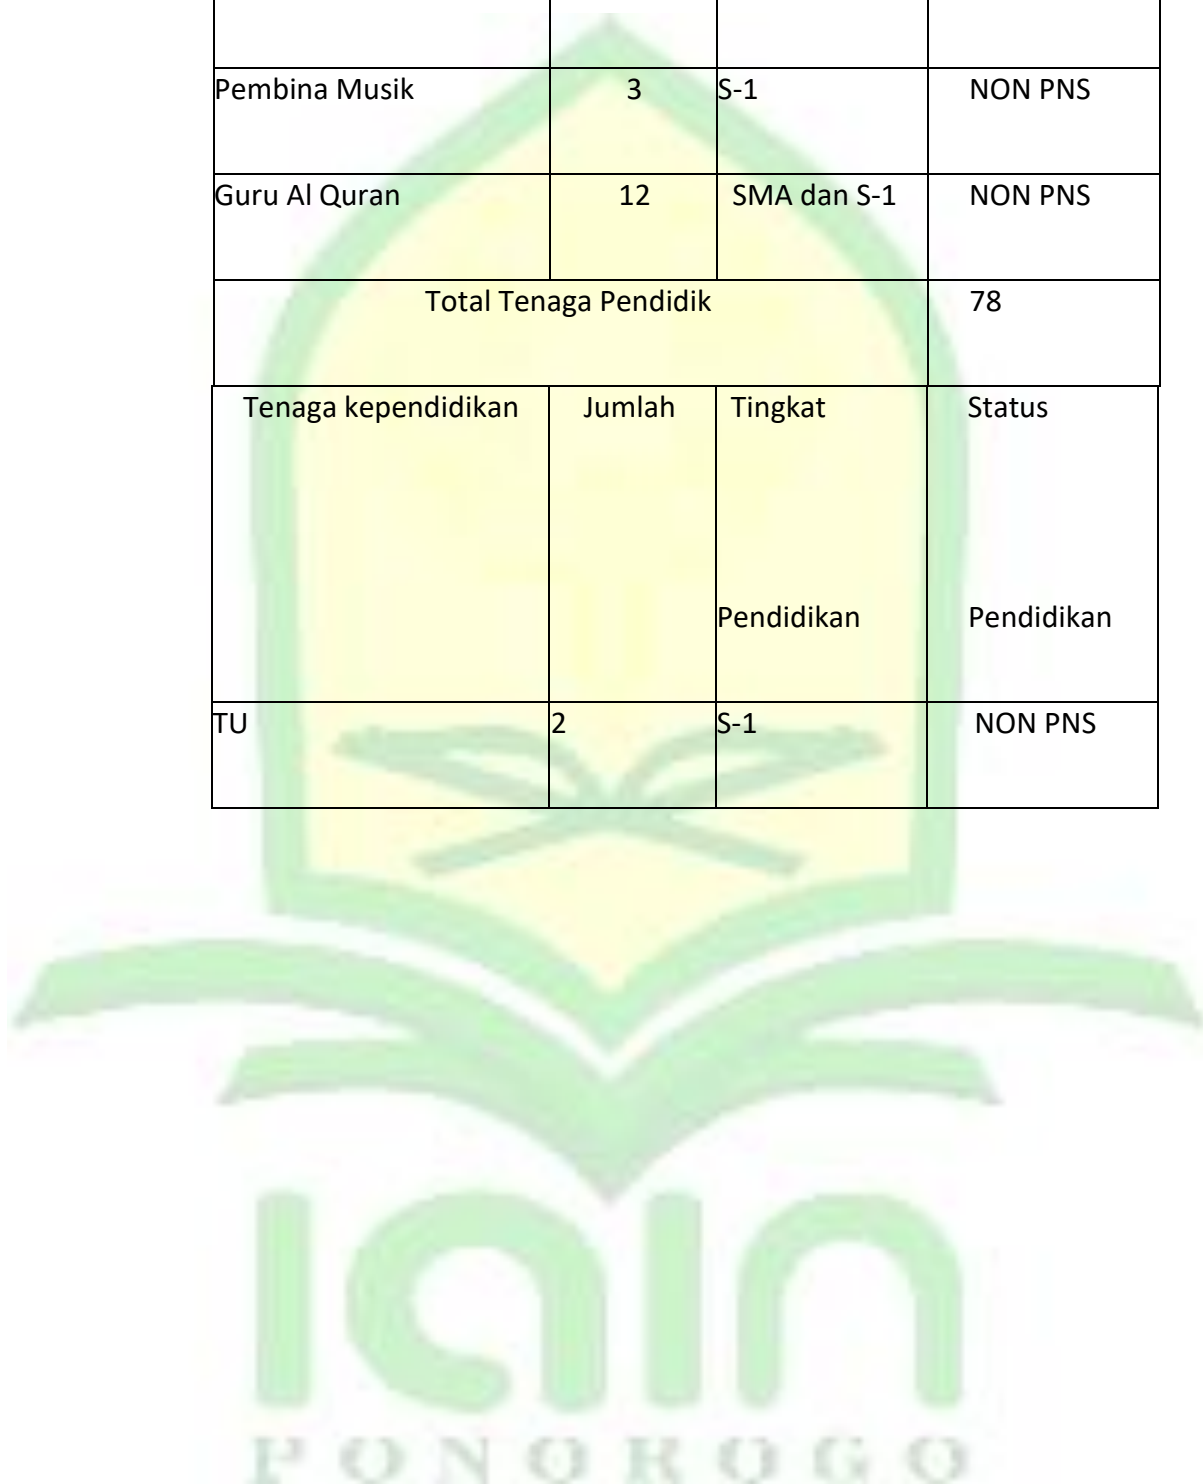 Pembina Musik 3 S-1 NON PNS
Guru Al Quran 12 SMA dan S-1 NON PNS
Total Tenaga Pendidik 78
Tenaga kependidikan Jumlah Tingkat Status
Pendidikan Pendidikan
TU 2 S-1 NON PNS
iain
PONOROGO